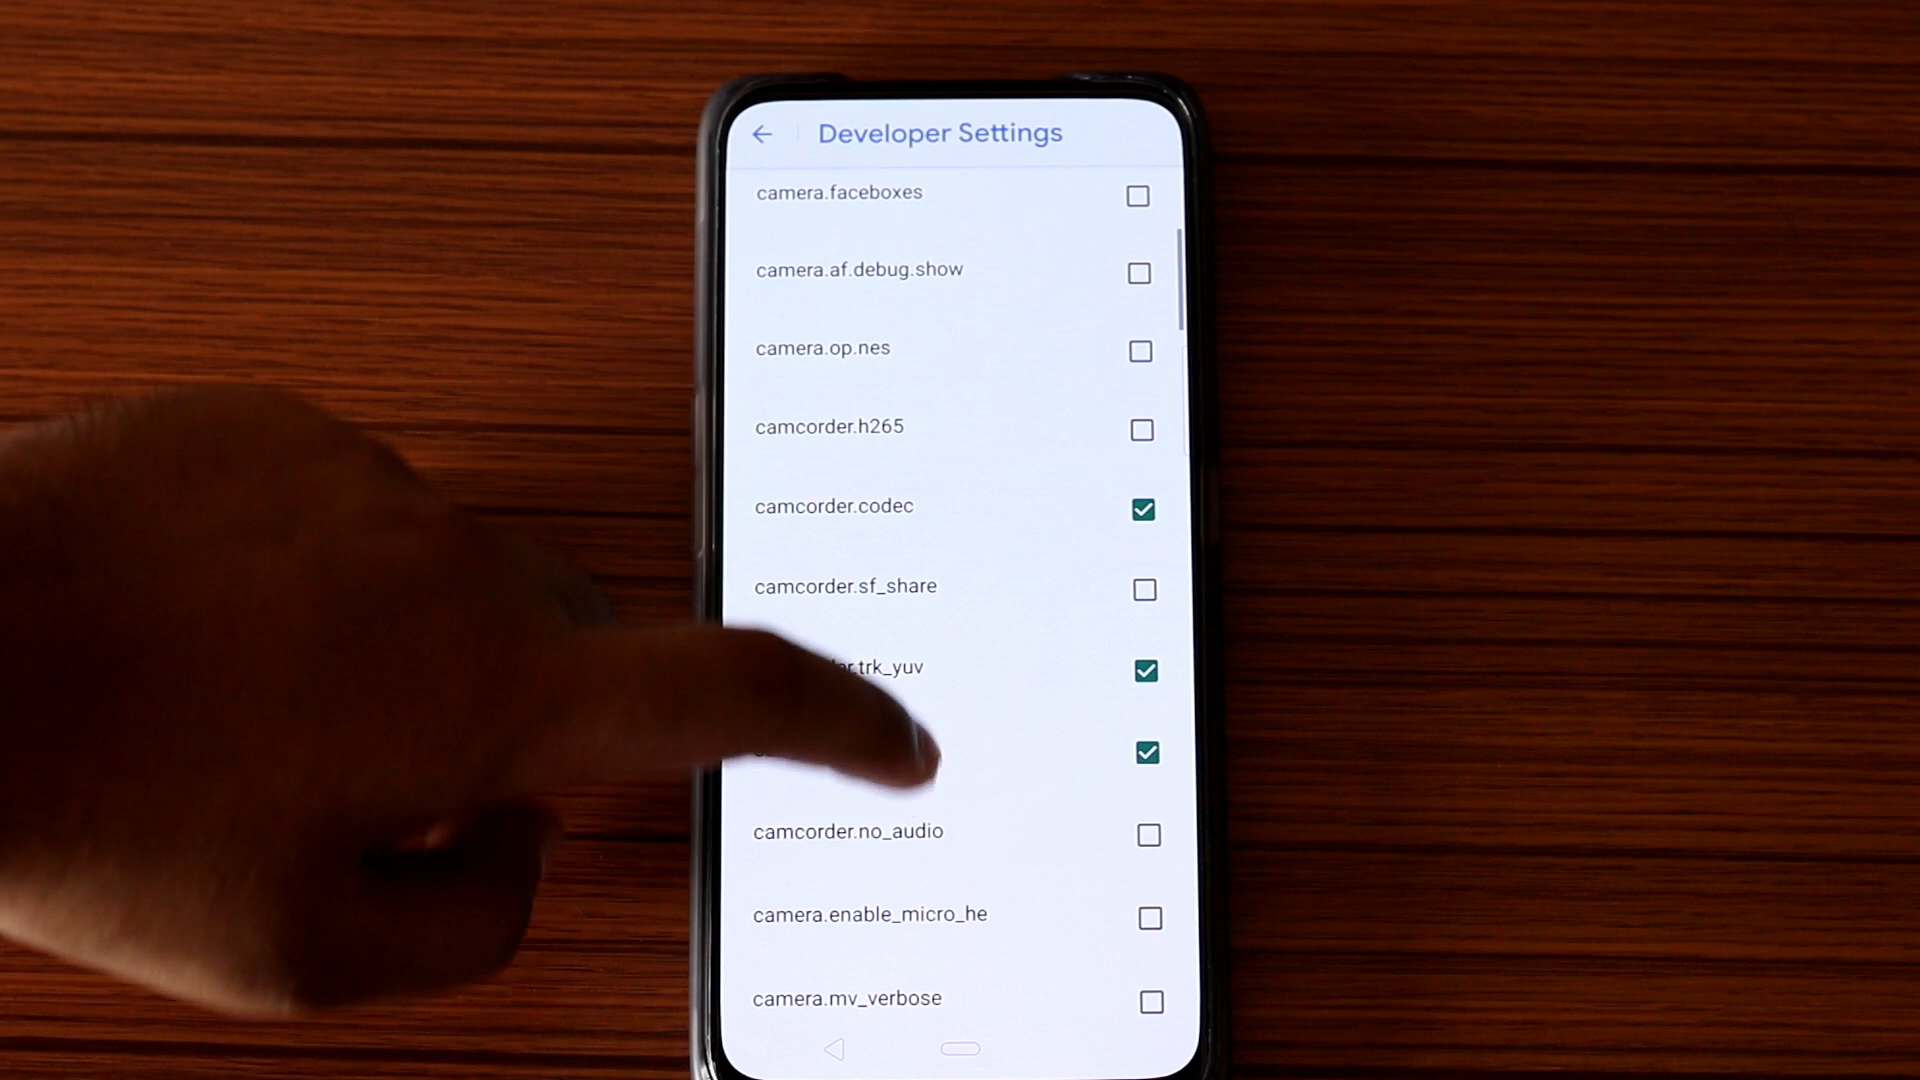 Developer Settings
camera.faceboxes
camera.af.debug.show
camera.op.nes
camcorder.h265
camcorder.codec
camcorder.sf_share
.trk_yuv
camcorder.no_audio
camera.enable_micro_he
camera.mv_verbose